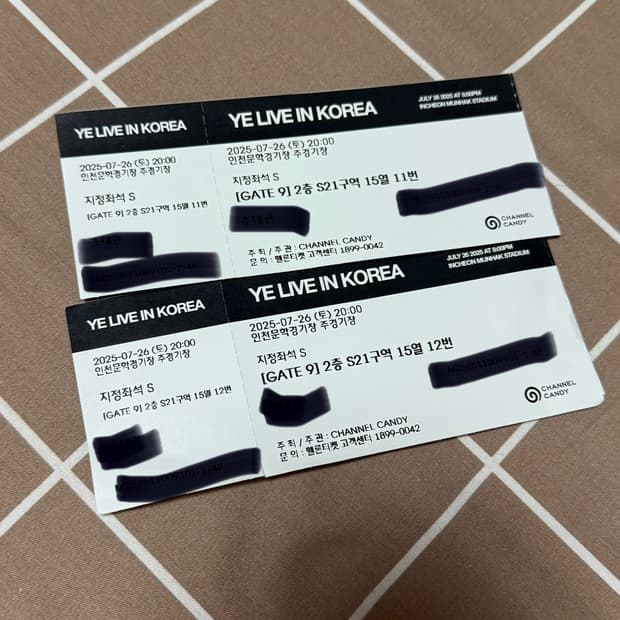 YE LIVE IN KOREA
2025-07-26 (토) 20:00
인천문학경기장 주경기장
지정좌석 S
[GATE 9] 2층 S21구역 15열 11번
YE LIVE IN KOREA
JULY 26 2025 AT 8:00PM
INCHEON MUNHAK STADIUM
2025-07-26 (토) 20:00
인천문학경기장 주경기장
지정좌석 S
[GATE 9] 2층 S21구역 15열 11번
주최 / 주관 : CHANNEL CANDY
문의 : 멜론티켓 고객센터 1899-0042
CHANNEL
CANDY
YE LIVE IN KOREA
2025-07-26 (토) 20:00
인천문학경기장 주경기장
지정좌석 S
[GATE 9] 2층 S21구역 15열 12번
YE LIVE IN KOREA
JULY 26 2025 AT 8:00PM
INCHEON MUNHAK STADIUM
2025-07-26 (토) 20:00
인천문학경기장 주경기장
지정좌석 S
[GATE 9] 2층 S21구역 15열 12번
주최 / 주관 : CHANNEL CANDY
문의 : 멜론티켓 고객센터 1899-0042
CHANNEL
CANDY